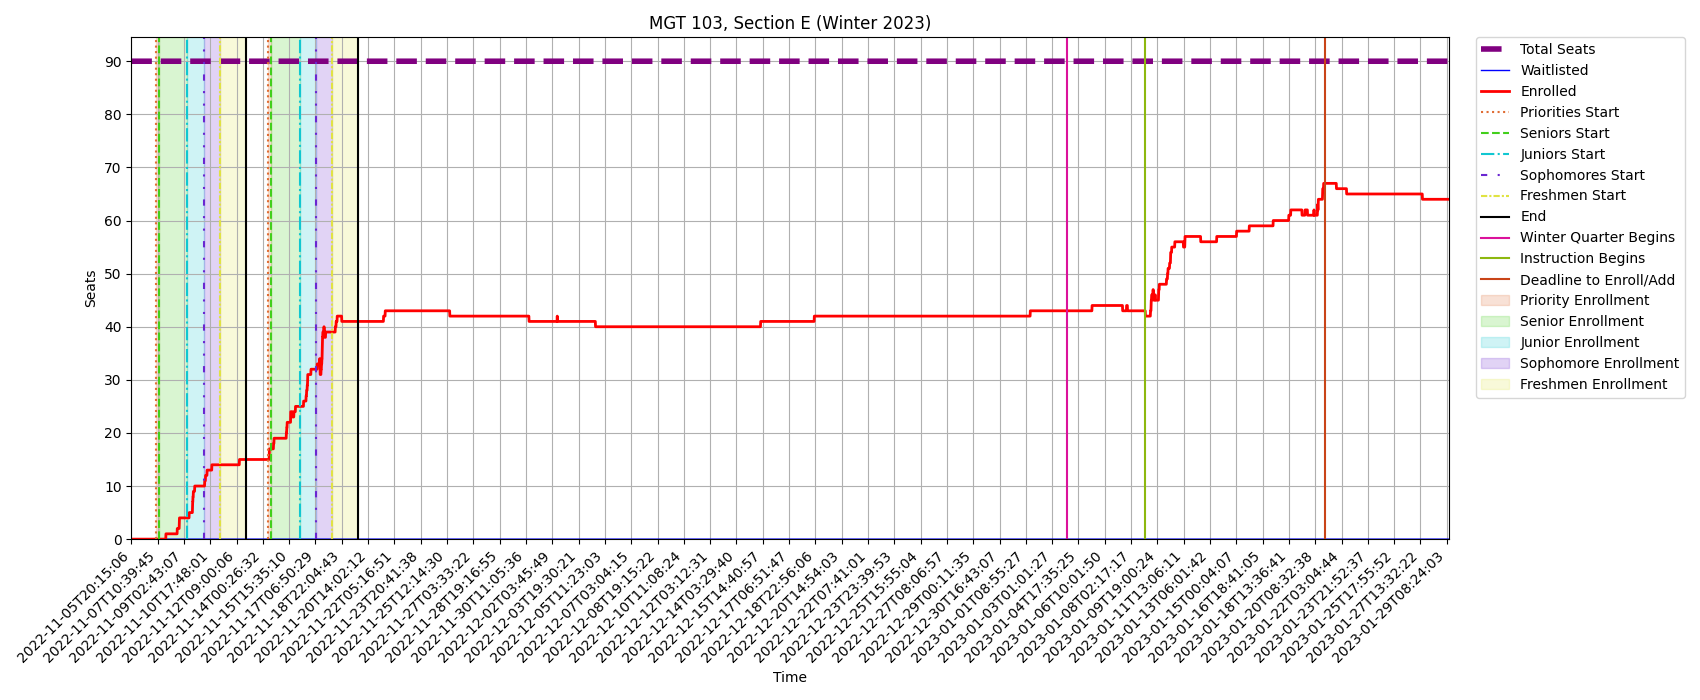 MGT 103, Section E (Winter 2023)
Seats
90
80
70
60
50
40
30
20
10
0
2022-11-05T20:15:06
2022-11-07T10:39:45
2022-11-09T02:43:07
2022-11-10T17:48:01
2022-11-12T09:00:06
2022-11-14T00:26:32
2022-11-15T15:35:10
2022-11-17T06:50:29
2022-11-18T22:04:43
2022-11-20T14:02:12
2022-11-22T05:16:51
2022-11-23T20:41:38
2022-11-25T12:14:30
2022-11-27T03:33:22
2022-11-28T19:16:55
2022-11-30T11:05:36
2022-12-02T03:45:49
2022-12-03T19:30:21
2022-12-05T11:23:03
2022-12-07T03:04:15
2022-12-08T19:15:22
2022-12-10T11:08:24
2022-12-12T03:12:31
2022-12-14T03:29:40
2022-12-15T14:40:57
2022-12-17T06:51:47
2022-12-18T22:56:06
2022-12-20T14:54:03
2022-12-22T07:41:01
2022-12-23T23:39:53
2022-12-25T15:55:04
2022-12-27T08:06:57
2022-12-29T00:11:35
2022-12-30T16:43:07
2023-01-01T08:55:27
2023-01-03T01:01:27
2023-01-04T17:35:25
2023-01-06T10:01:50
2023-01-08T02:17:17
2023-01-09T19:00:24
2023-01-11T13:06:11
2023-01-13T06:01:42
2023-01-15T00:04:07
2023-01-16T18:41:05
2023-01-18T13:36:41
2023-01-20T08:32:38
2023-01-22T03:04:44
2023-01-23T21:52:37
2023-01-25T17:55:52
2023-01-27T13:32:22
2023-01-29T08:24:03
Time
Total Seats
Waitlisted
Enrolled
Priorities Start
Seniors Start
Juniors Start
Sophomores Start
Freshmen Start
End
Winter Quarter Begins
Instruction Begins
Deadline to Enroll/Add
Priority Enrollment
Senior Enrollment
Junior Enrollment
Sophomore Enrollment
Freshmen Enrollment